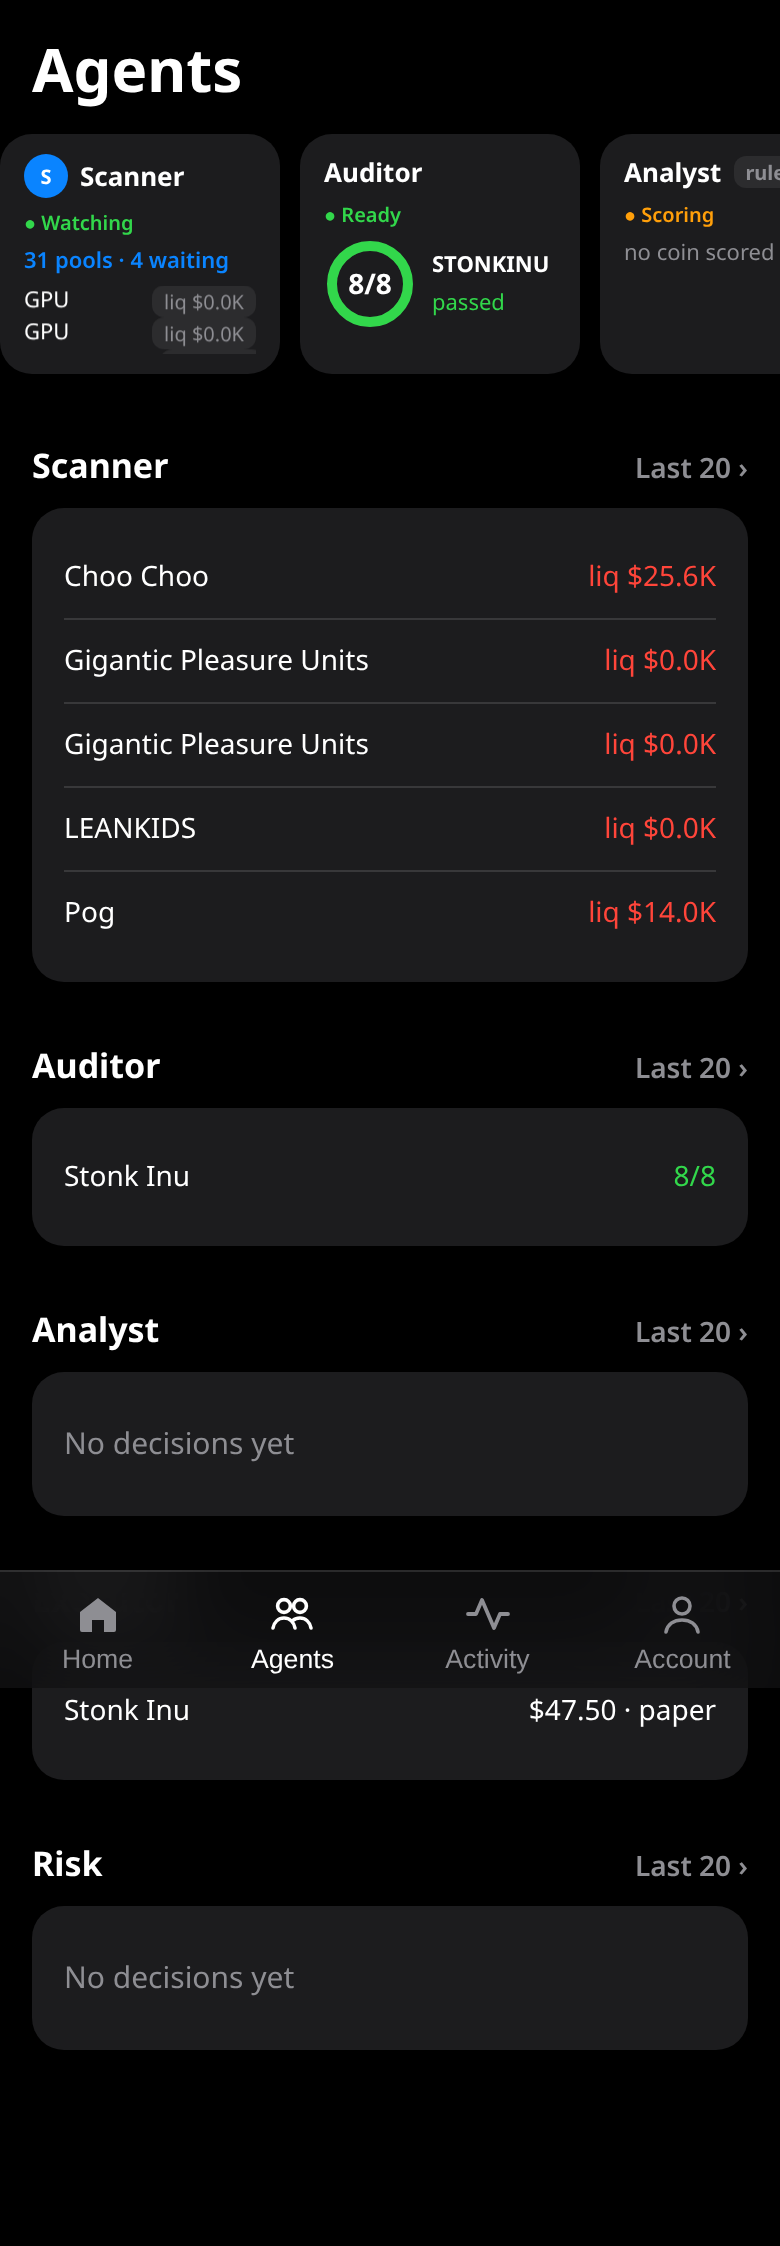 Agents
S Scanner
● Watching
31 pools · 4 waiting
GPU liq $0.0K
GPU liq $0.0K
Auditor
● Ready
8/8
STONKINU
passed
Analyst
● Scoring
no coin scored
Scanner Last 20 ›
Choo Choo liq $25.6K
Gigantic Pleasure Units liq $0.0K
Gigantic Pleasure Units liq $0.0K
LEANKIDS liq $0.0K
Pog liq $14.0K
Auditor Last 20 ›
Stonk Inu 8/8
Analyst Last 20 ›
No decisions yet
Home Agents Activity Account
Stonk Inu $47.50 · paper
Risk Last 20 ›
No decisions yet